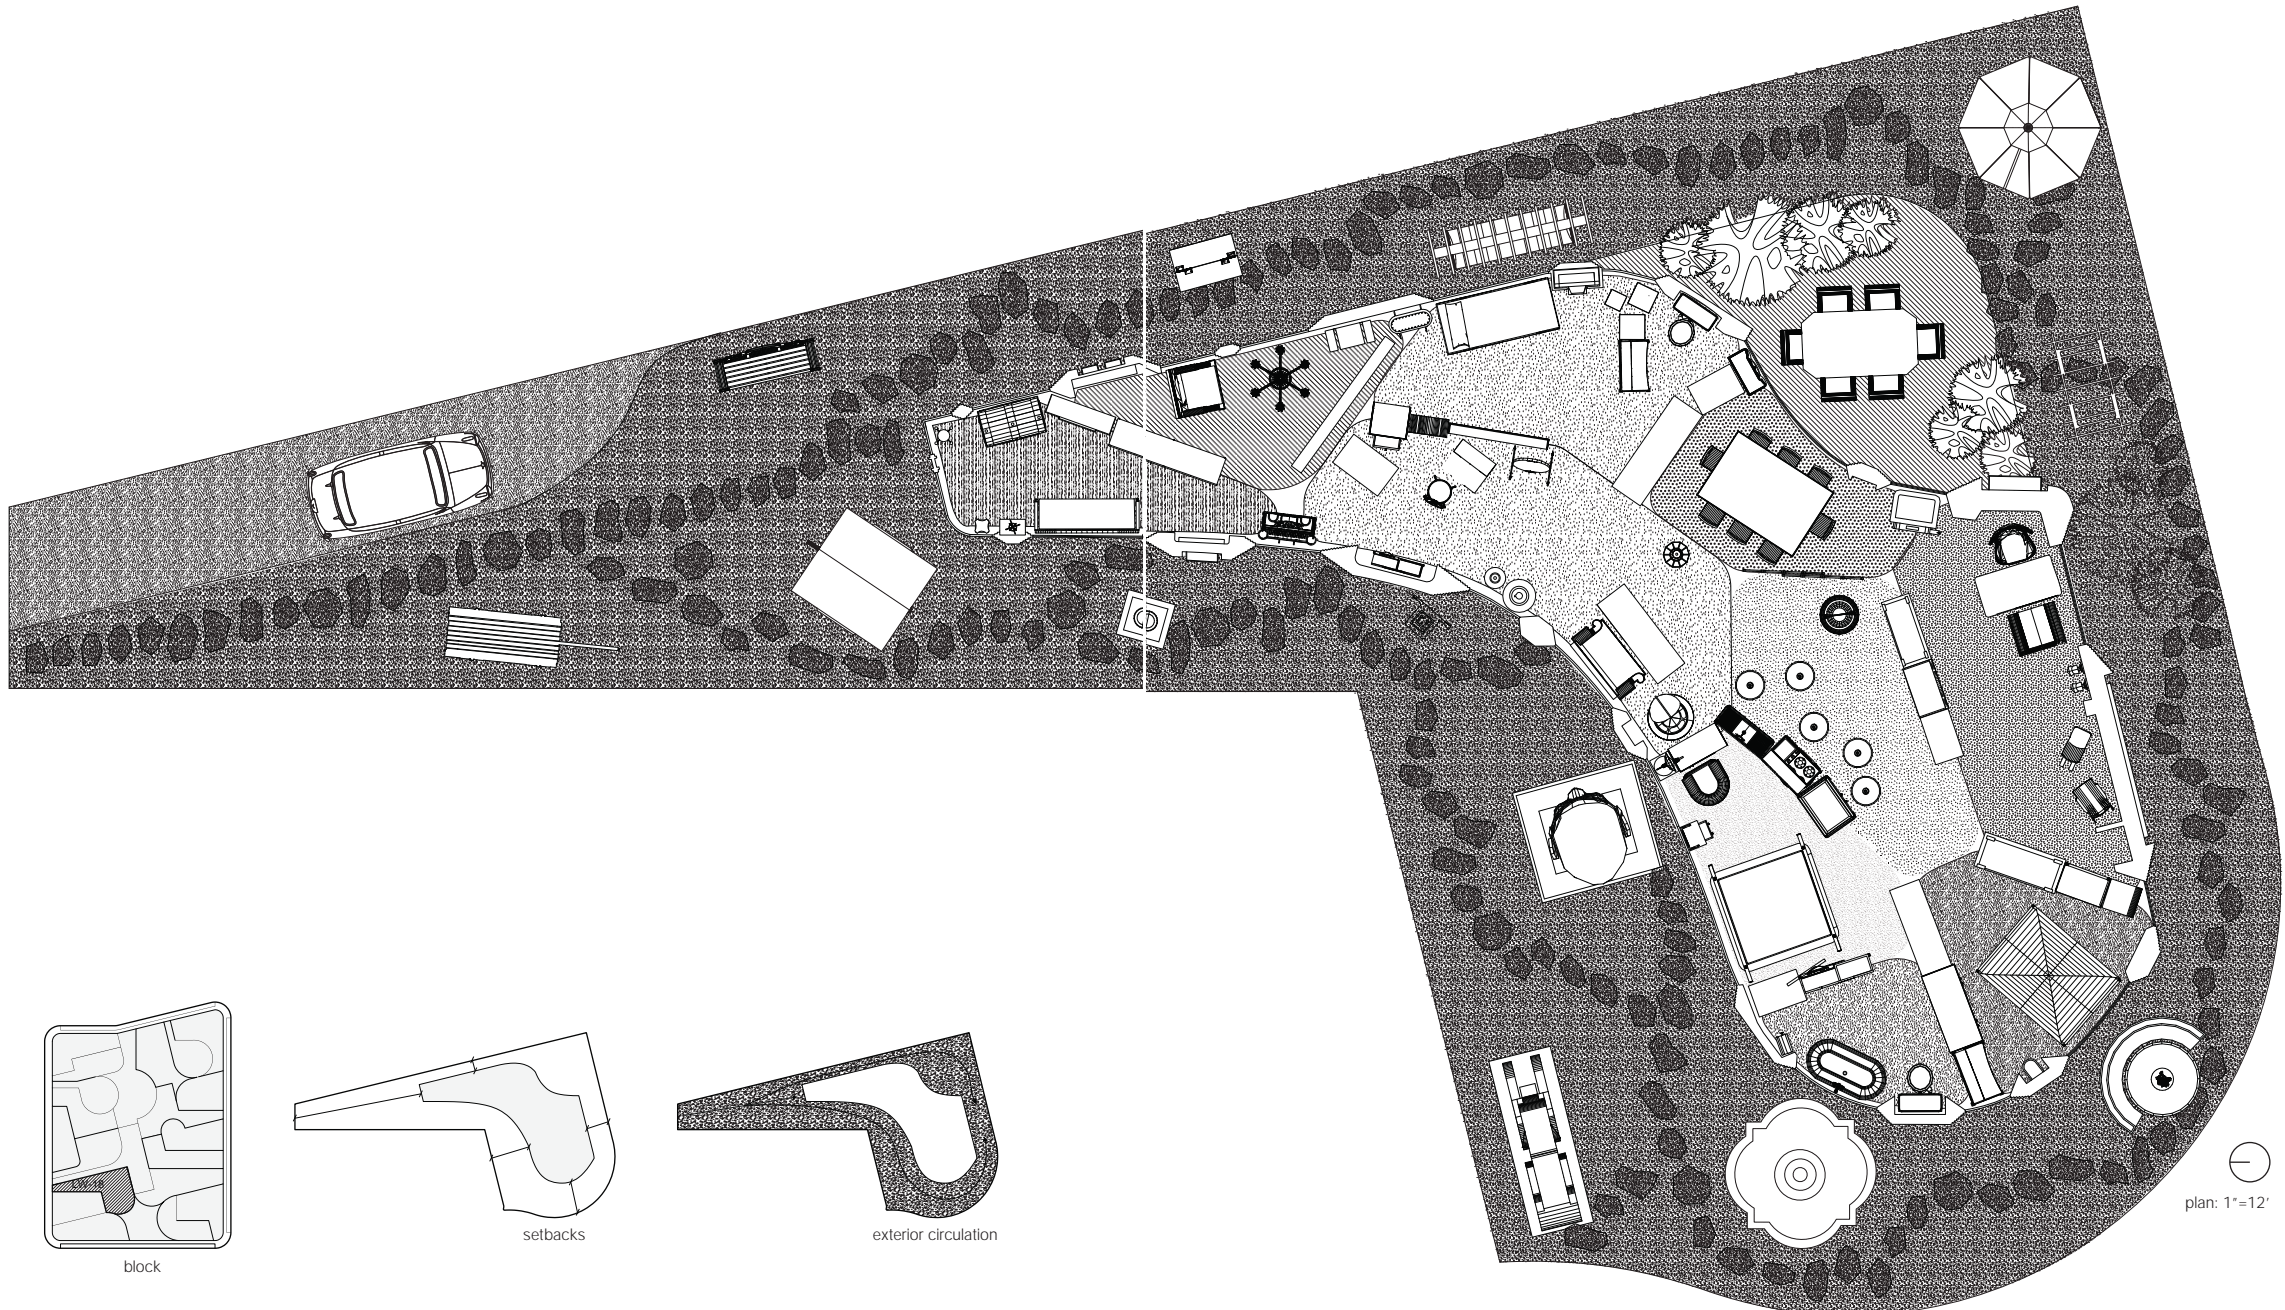 block
setbacks
exterior circulation
plan: 1"=12'